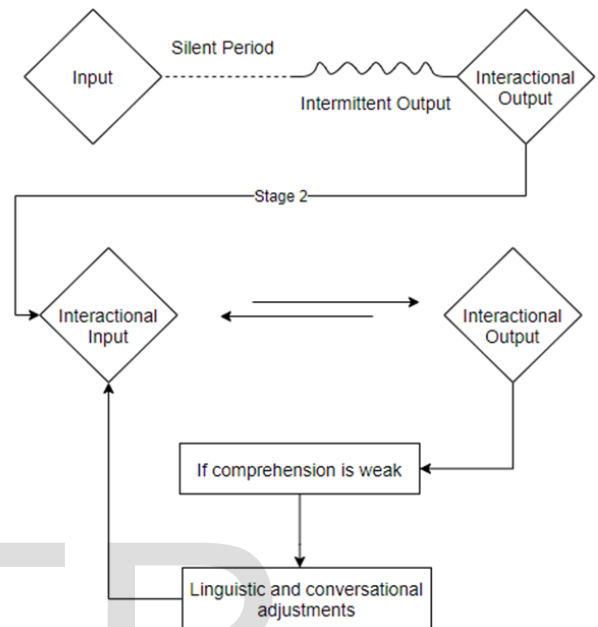 Silent Period
Input
Intermittent Output
Interactional
Output
Stage 2
Interactional
Input
Interactional
Output
If comprehension is weak
Linguistic and conversational
adjustments